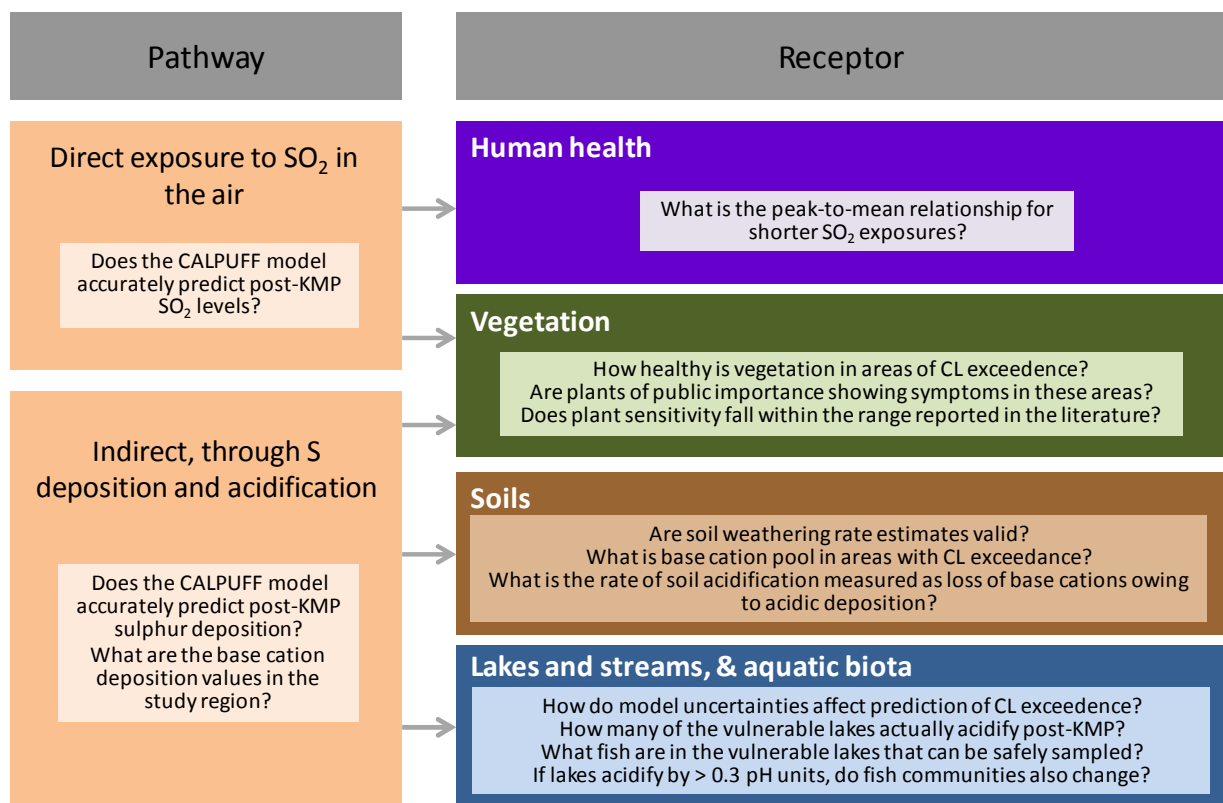 Pathway
Receptor
Direct exposure to SO₂ in
the air
Does the CALPUFF model
accurately predict post-KMP
SO₂ levels?
Human health
What is the peak-to-mean relationship for
shorter SO₂ exposures?
Vegetation
How healthy is vegetation in areas of CL exceedence?
Are plants of public importance showing symptoms in these areas?
Does plant sensitivity fall within the range reported in the literature?
Indirect, through S
deposition and acidification
Does the CALPUFF model
accurately predict post-KMP
sulphur deposition?
What are the base cation
deposition values in the
study region?
Soils
Are soil weathering rate estimates valid?
What is base cation pool in areas with CL exceedance?
What is the rate of soil acidification measured as loss of base cations owing
to acidic deposition?
Lakes and streams, & aquatic biota
How do model uncertainties affect prediction of CL exceedence?
How many of the vulnerable lakes actually acidify post-KMP?
What fish are in the vulnerable lakes that can be safely sampled?
If lakes acidify by > 0.3 pH units, do fish communities also change?